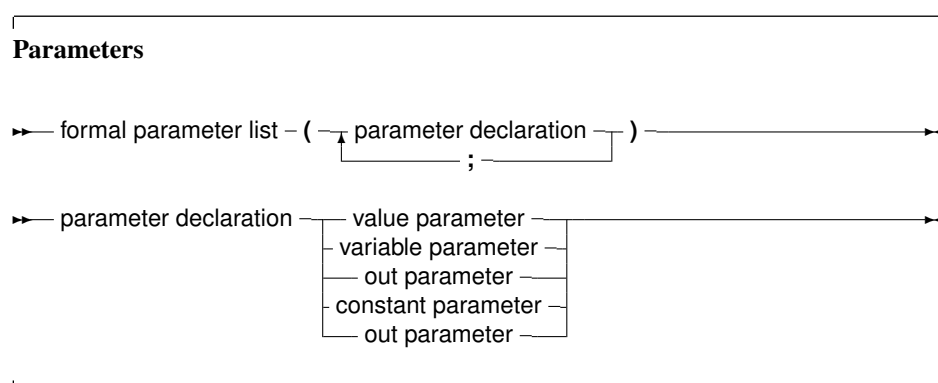 Parameters
formal parameter list ( parameter declaration )
;
parameter declaration value parameter
variable parameter
out parameter
constant parameter
out parameter